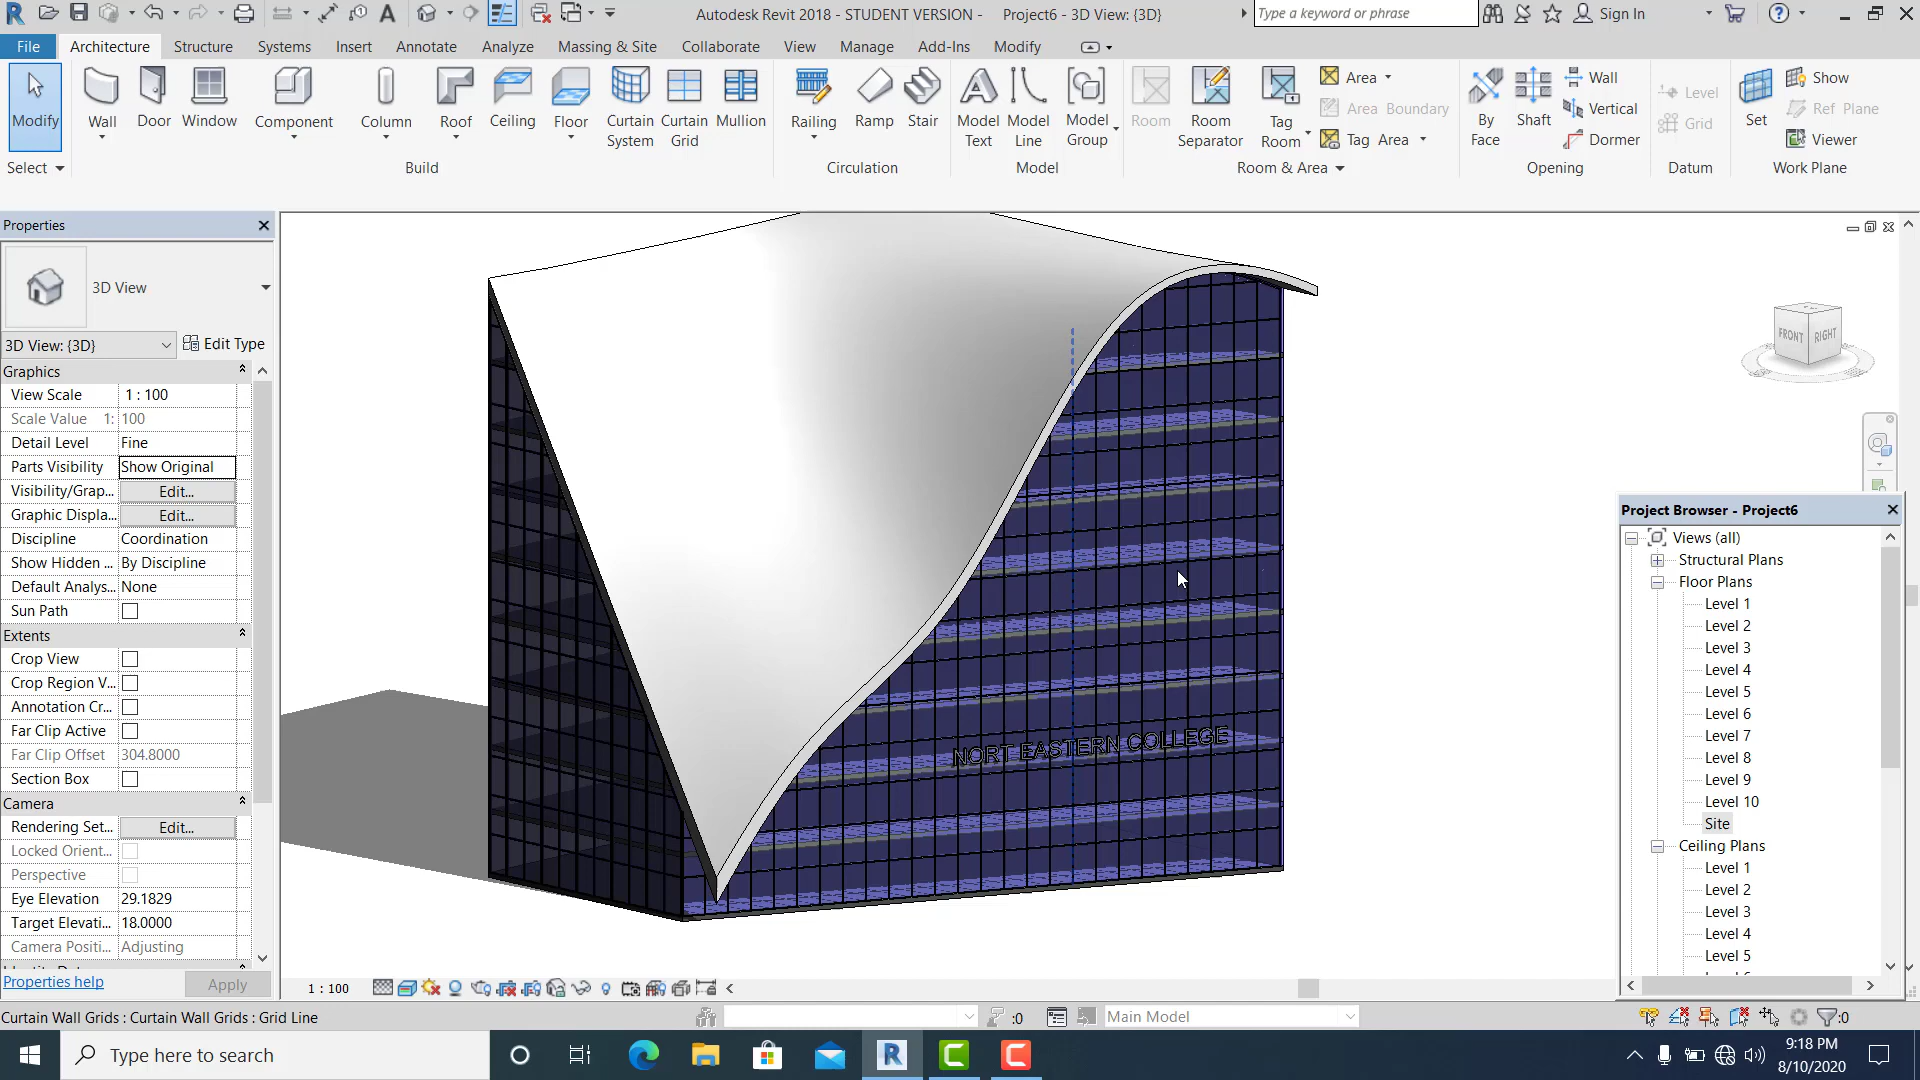 Autodesk Revit 2018 - STUDENT VERSION - Project6 - 3D View: {3D}
Type a keyword or phrase
Sign In
File Architecture Structure Systems Insert Annotate Analyze Massing & Site Collaborate View Manage Add-Ins Modify
Modify Wall Door Window Component Column Roof Ceiling Floor Curtain System Curtain Grid Mullion Railing Ramp Stair Model Text Model Line Model Group Room Room Separator Tag Room Area Area Boundary Tag Area By Face Shaft Wall Vertical Dormer Level Grid Set Show Ref Plane Viewer
Select Build Circulation Model Room & Area Opening Datum Work Plane
Properties
3D View
3D View: {3D} Edit Type
Graphics
View Scale 1 : 100
Scale Value 1: 100
Detail Level Fine
Parts Visibility Show Original
Visibility/Grap... Edit...
Graphic Displa... Edit...
Discipline Coordination
Show Hidden ... By Discipline
Default Analys... None
Sun Path
Extents
Crop View
Crop Region V...
Annotation Cr...
Far Clip Active
Far Clip Offset 304.8000
Section Box
Camera
Rendering Set... Edit...
Locked Orient...
Perspective
Eye Elevation 29.1829
Target Elevati... 18.0000
Camera Positi... Adjusting
Properties help Apply
NORT EASTERN COLLEGE
FRONT RIGHT
Project Browser - Project6
Views (all)
Structural Plans
Floor Plans
Level 1
Level 2
Level 3
Level 4
Level 5
Level 6
Level 7
Level 8
Level 9
Level 10
Site
Ceiling Plans
Level 1
Level 2
Level 3
Level 4
Level 5
1 : 100
Curtain Wall Grids : Curtain Wall Grids : Grid Line
:0
Main Model
:0
Type here to search
9:18 PM
8/10/2020